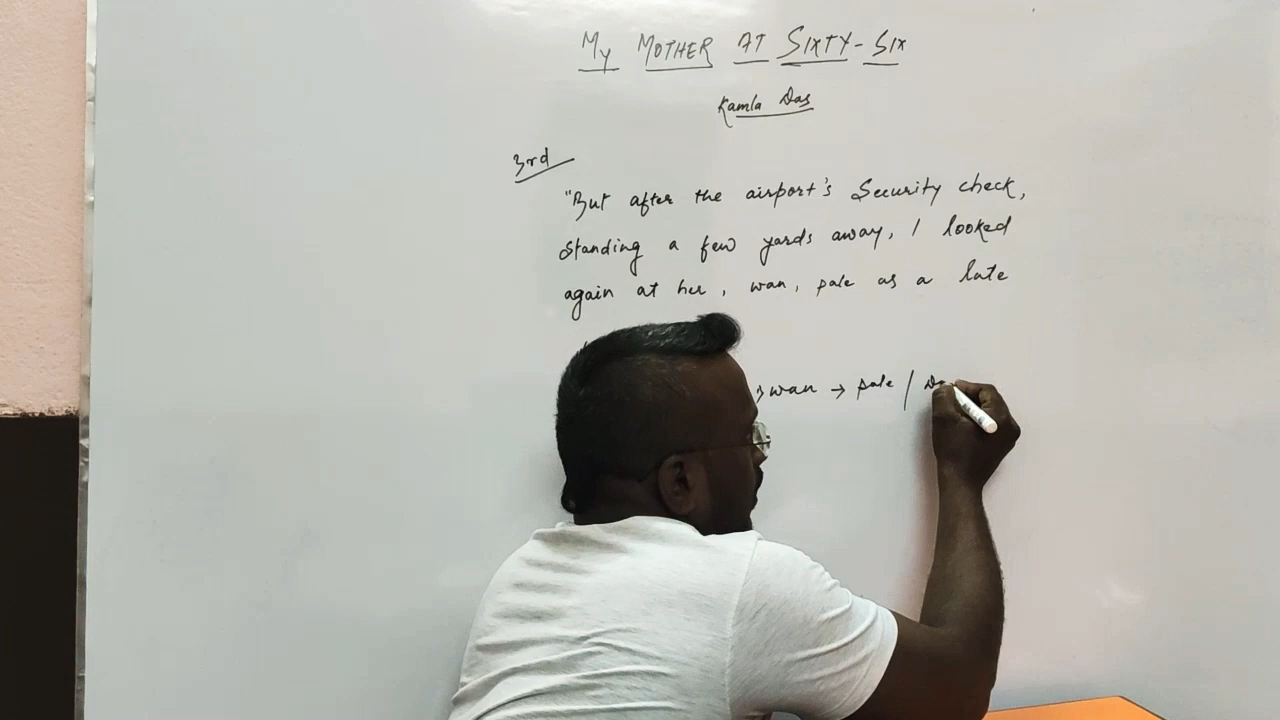 MY MOTHER AT SIXTY-SIX
Kamla Das
3rd
"But after the airport's Security check,
standing a few yards away, I looked
again at her, wan, pale as a late
wan → pale /